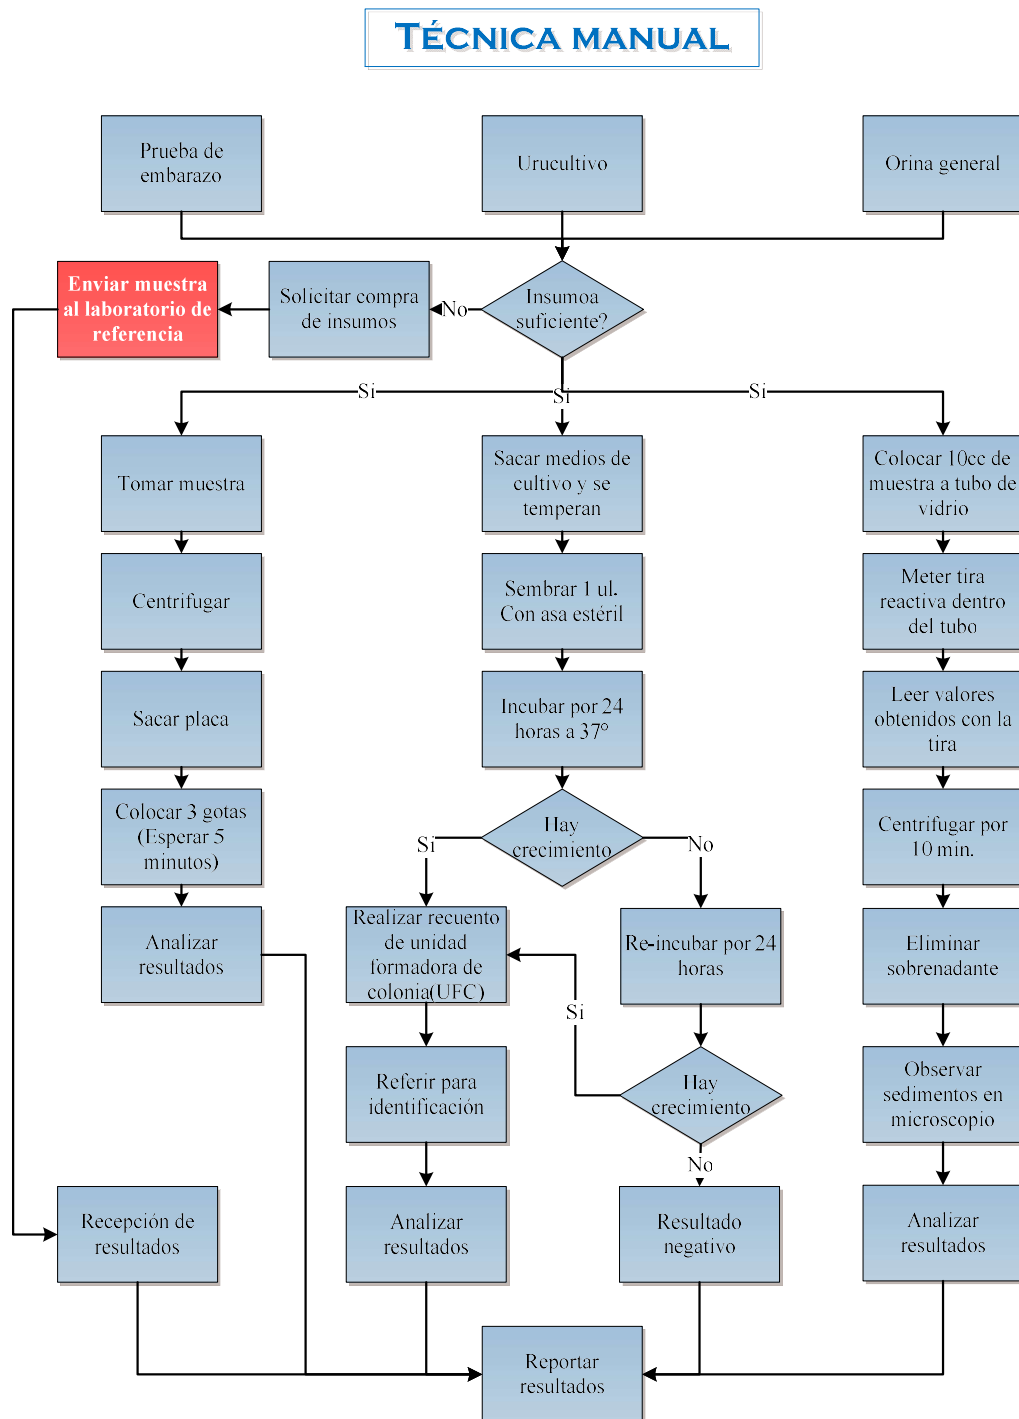 TÉCNICA MANUAL
Prueba de
embarazo
Urucultivo
Orina general
Enviar muestra
al laboratorio de
referencia
Solicitar compra
de insumos
No
Insumoa
suficiente?
Si
Si
Si
Tomar muestra
Sacar medios de
cultivo y se
temperan
Colocar 10cc de
muestra a tubo de
vidrio
Centrifugar
Sembrar 1 ul.
Con asa estéril
Meter tira
reactiva dentro
del tubo
Sacar placa
Incubar por 24
horas a 37°
Leer valores
obtenidos con la
tira
Colocar 3 gotas
(Esperar 5
minutos)
Hay
crecimiento
Si
No
Centrifugar por
10 min.
Analizar
resultados
Realizar recuento
de unidad
formadora de
colonia(UFC)
Re-incubar por 24
horas
Eliminar
sobrenadante
Si
Referir para
identificación
Hay
crecimiento
Observar
sedimentos en
microscopio
No
Recepción de
resultados
Analizar
resultados
Resultado
negativo
Analizar
resultados
Reportar
resultados